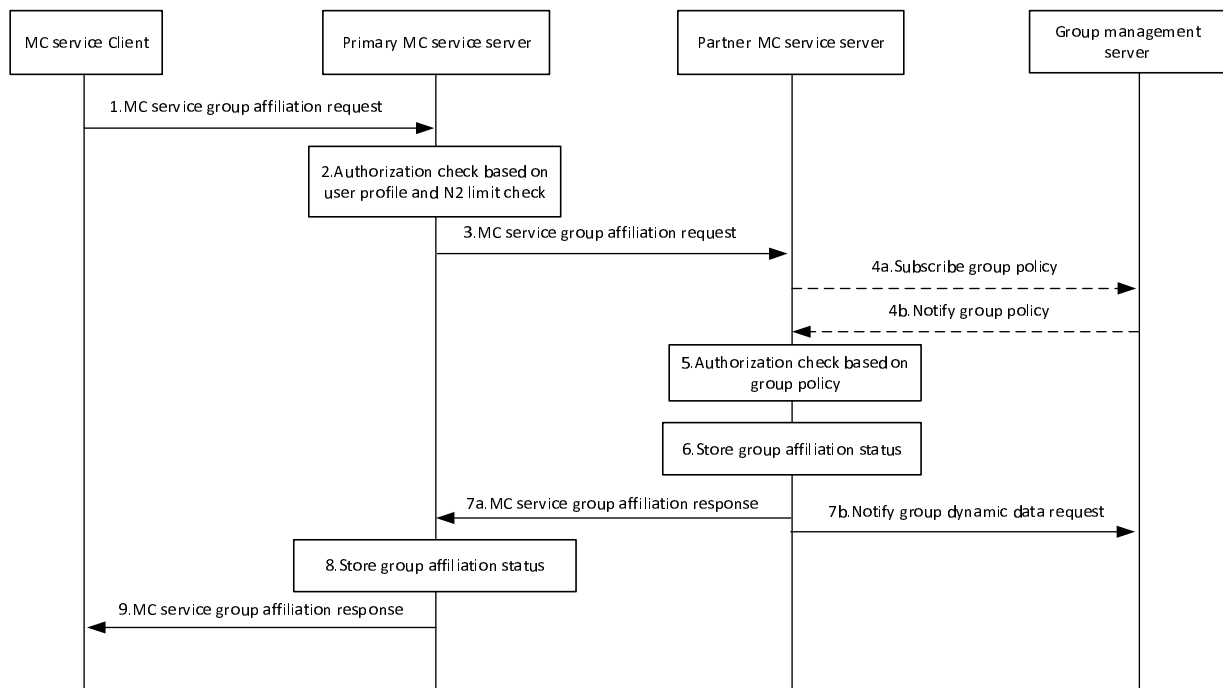 MC service Client
Primary MC service server
Partner MC service server
Group management
server
1.MC service group affiliation request
2.Authorization check based on
user profile and N2 limit check
3.MC service group affiliation request
4a.Subscribe group policy
4b.Notify group policy
5.Authorization check based on
group policy
6.Store group affiliation status
7a.MC service group affiliation response
7b.Notify group dynamic data request
8.Store group affiliation status
9.MC service group affiliation response